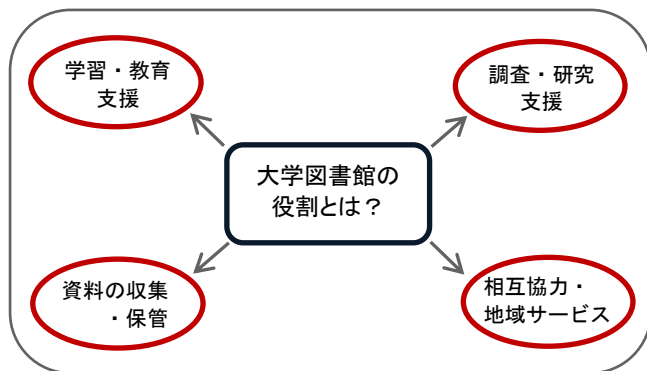 学習・教育
支援
調査・研究
支援
大学図書館の
役割とは？
資料の収集
・保管
相互協力・
地域サービス